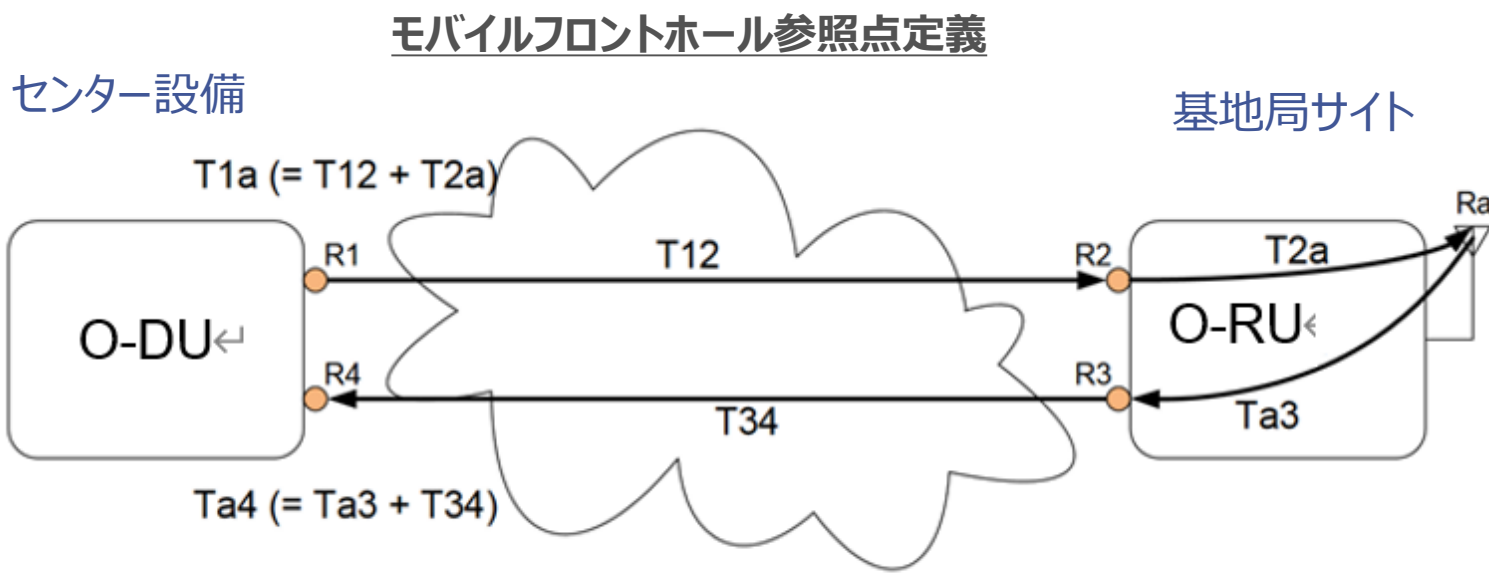 モバイルフロントホール参照点定義
センター設備
基地局サイト
T1a (= T12 + T2a)
Ra
R1
T12
R2
T2a
O-DU↵
O-RU↵
R4
R3
T34
Ta3
Ta4 (= Ta3 + T34)